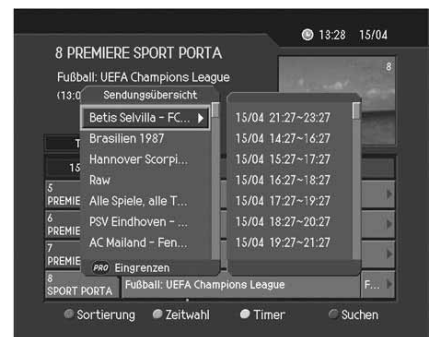 13:28 15/04
8 PREMIERE SPORT PORTA
8
Fußball: UEFA Champions League
(13:0
Sendungsübersicht
Betis Selvilla - FC...
15/04 21:27~23:27
Brasilien 1987
15/04 14:27~16:27
Hannover Scorpi...
15/04 15:27~17:27
Raw
15/04 16:27~18:27
Alle Spiele, alle T...
15/04 17:27~19:27
PSV Eindhoven - ...
15/04 18:27~20:27
AC Mailand - Fen...
15/04 19:27~21:27
PRO Eingrenzen
T
15
5
PREMIE
6
PREMIE
7
PREMIE
8
SPORT PORTA
Fußball: UEFA Champions League
F...
Sortierung Zeitwahl Timer Suchen